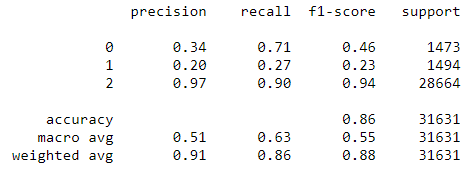 precision recall f1-score support
0 0.34 0.71 0.46 1473
1 0.20 0.27 0.23 1494
2 0.97 0.90 0.94 28664
accuracy 0.86 31631
macro avg 0.51 0.63 0.55 31631
weighted avg 0.91 0.86 0.88 31631